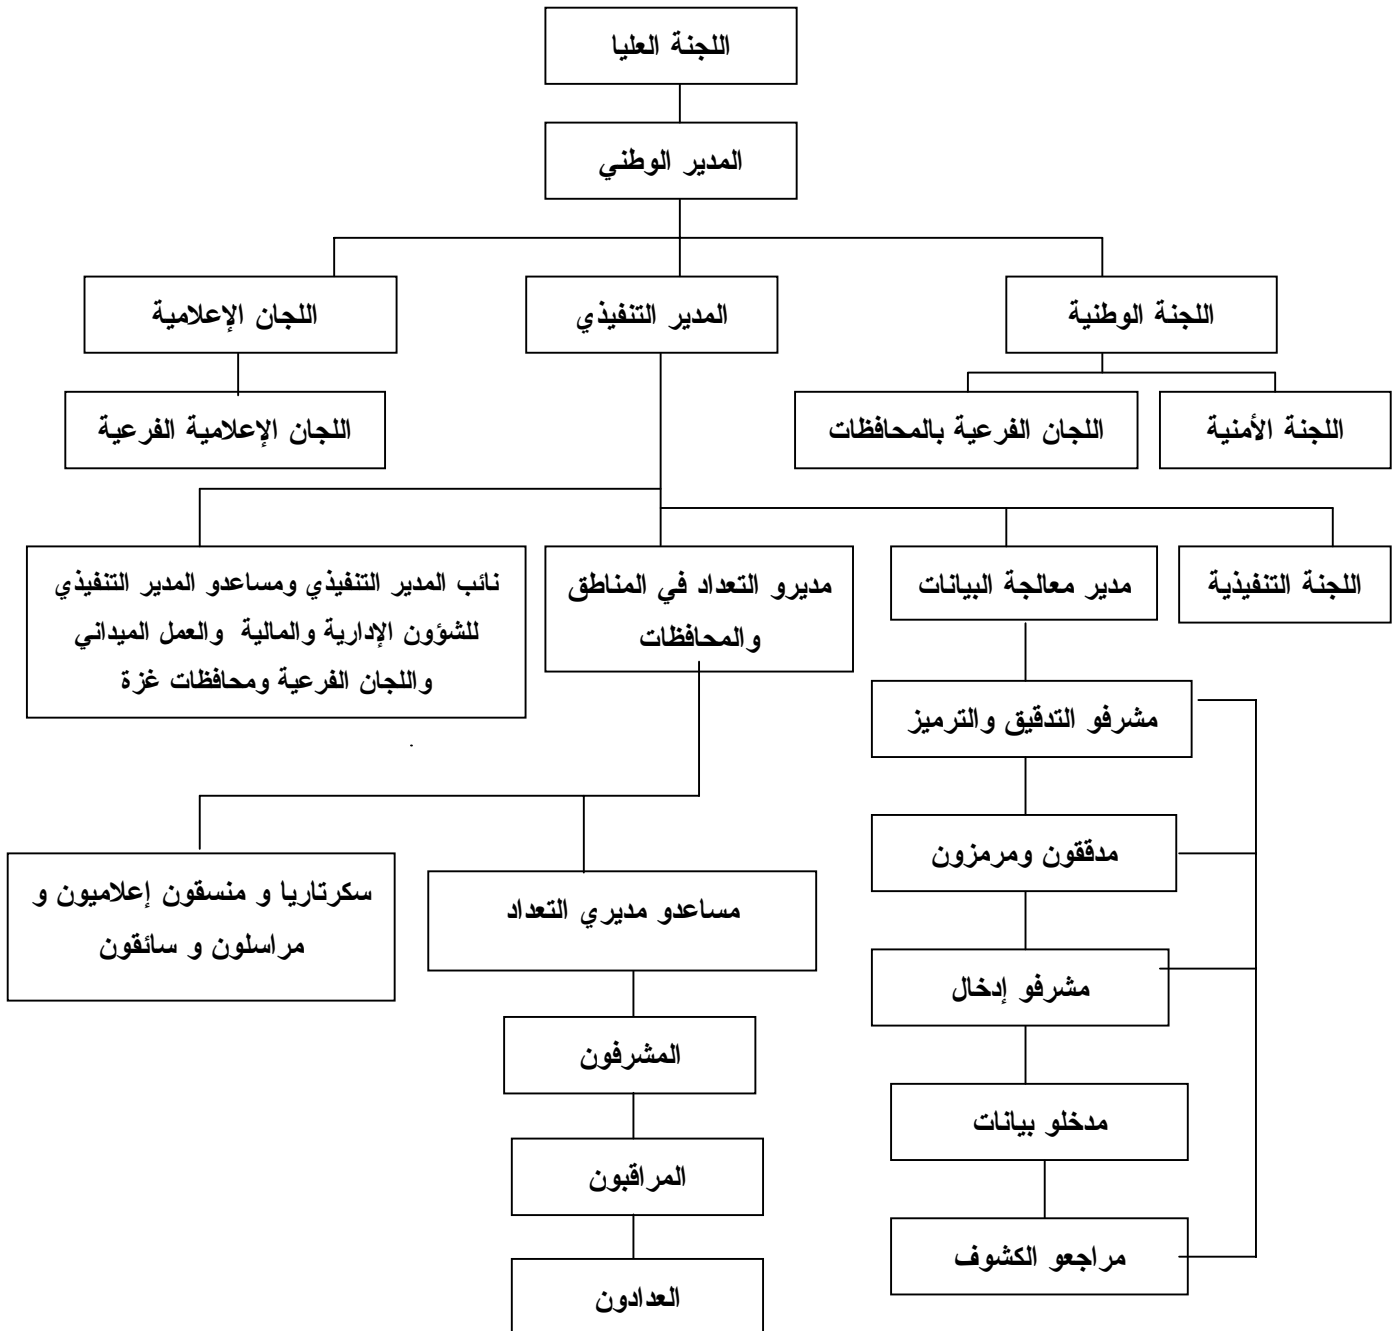 اللجنة العليا
المدير الوطني
اللجنة الوطنية
المدير التنفيذي
اللجان الإعلامية
اللجنة الأمنية
اللجان الفرعية بالمحافظات
اللجان الإعلامية الفرعية
اللجنة التنفيذية
مدير معالجة البيانات
مديرو التعداد في المناطق
والمحافظات
نائب المدير التنفيذي ومساعدو المدير التنفيذي
للشؤون الإدارية والمالية والعمل الميداني
واللجان الفرعية ومحافظات غزة
مشرفو التدقيق والترميز
مدققون ومرمزون
مشرفو إدخال
مدخلو بيانات
مراجعو الكشوف
مساعدو مديري التعداد
سكرتاريا و منسقون إعلاميون و
مراسلون و سائقون
المشرفون
المراقبون
العدادون